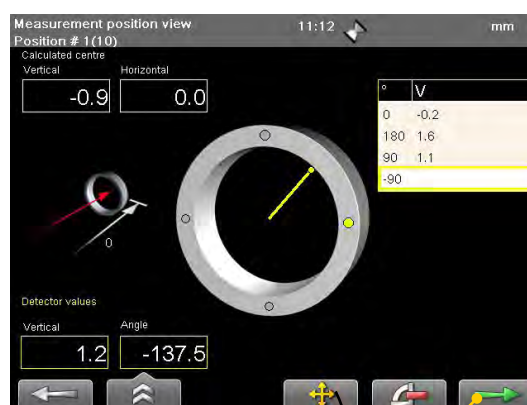 Measurement position view 11:12 mm
Position # 1(10)
Calculated centre
Vertical Horizontal
-0.9 0.0
° V
0 -0.2
180 1.6
90 1.1
-90
0
Detector values
Vertical Angle
1.2 -137.5